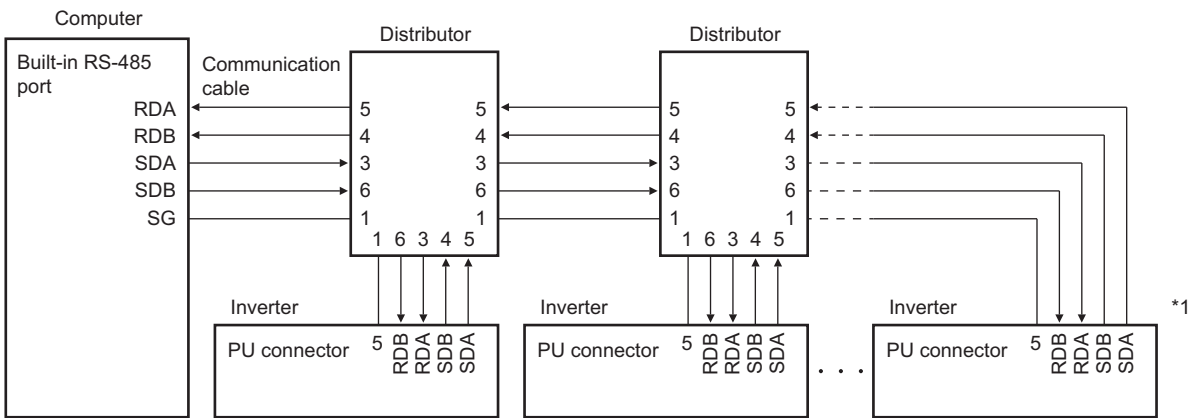 Computer
Built-in RS-485
port
Communication
cable
Distributor
Distributor
RDA
5
5
5
5
RDB
4
4
4
4
SDA
3
3
3
3
SDB
6
6
6
6
SG
1
1
1
1
1 6 3 4 5
1 6 3 4 5
Inverter
Inverter
Inverter
*1
PU connector
5
RDB
RDA
SDB
SDA
PU connector
5
RDB
RDA
SDB
SDA
. . .
PU connector
5
RDB
RDA
SDB
SDA